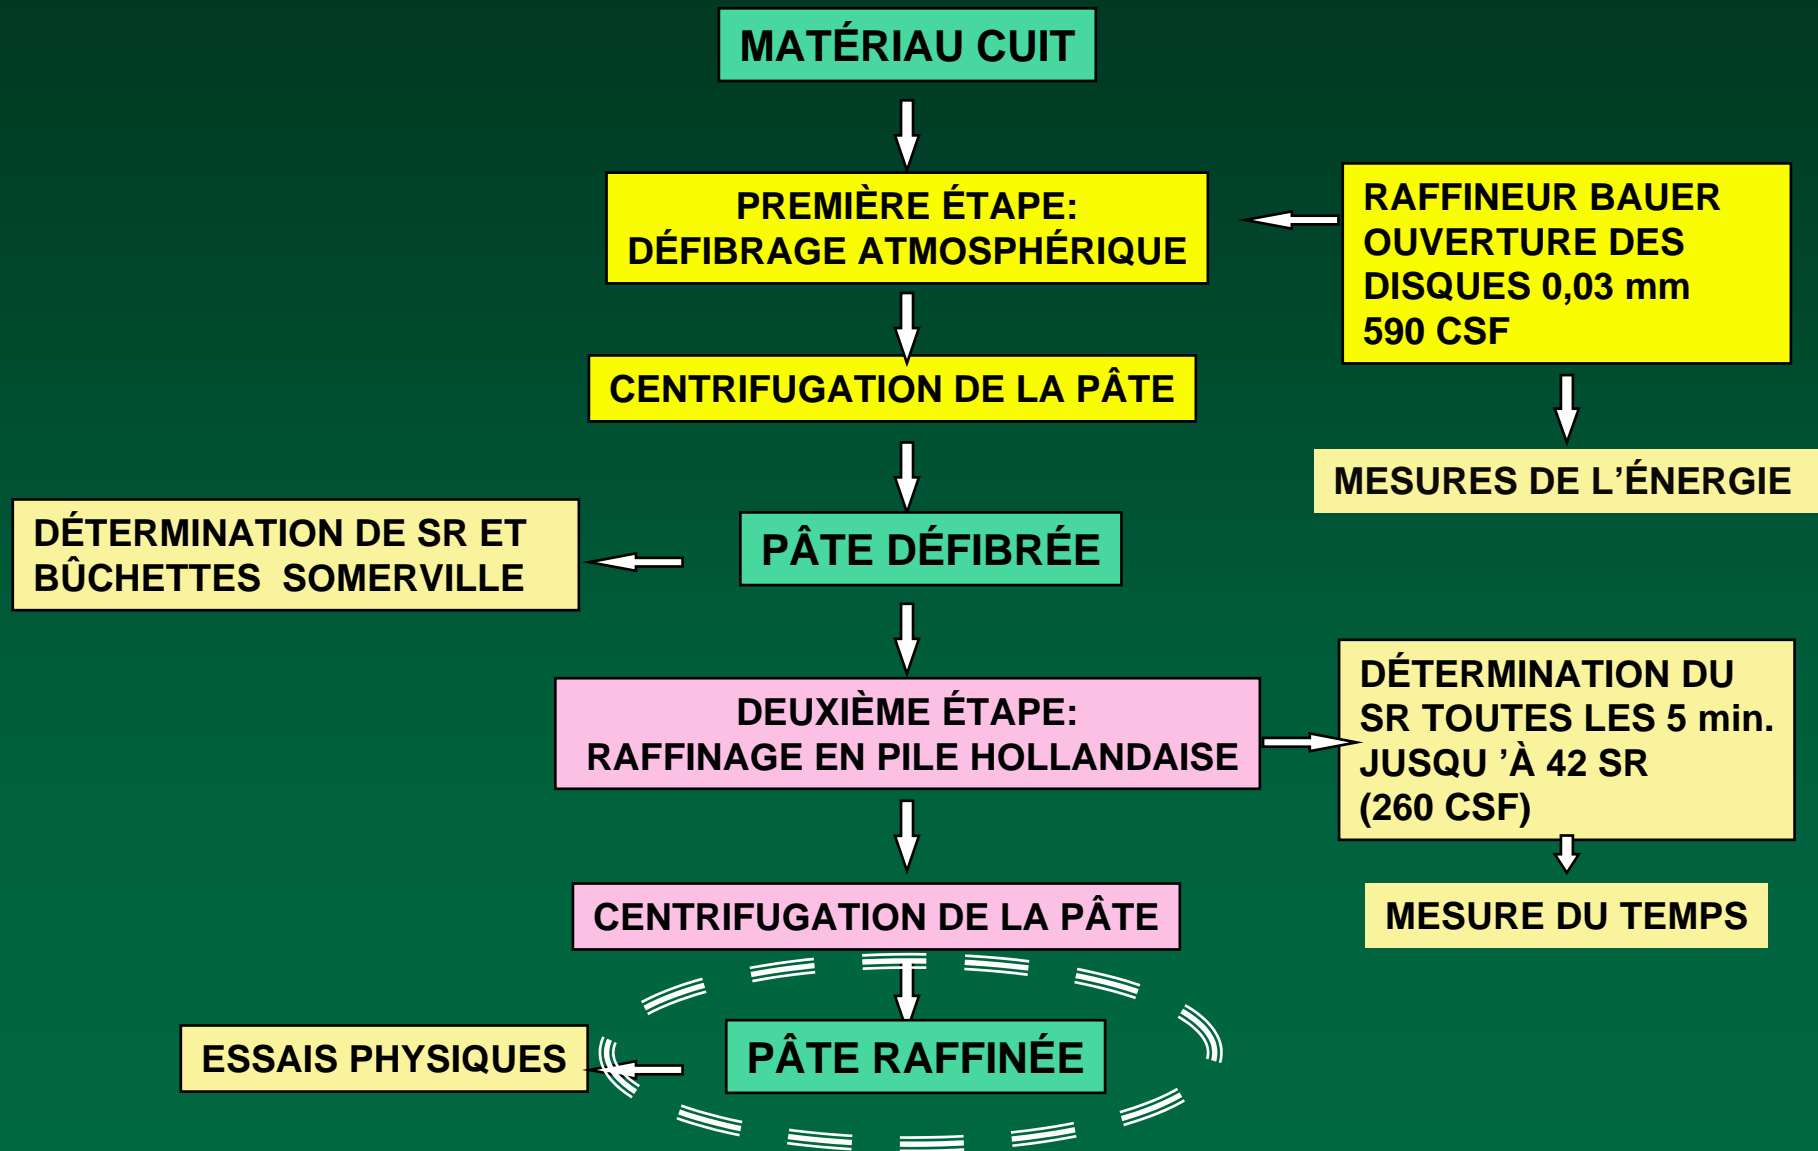 MATÉRIAU CUIT
PREMIÈRE ÉTAPE:
DÉFIBRAGE ATMOSPHÉRIQUE
RAFFINEUR BAUER
OUVERTURE DES
DISQUES 0,03 mm
590 CSF
CENTRIFUGATION DE LA PÂTE
MESURES DE L’ÉNERGIE
DÉTERMINATION DE SR ET
BÛCHETTES SOMERVILLE
PÂTE DÉFIBRÉE
DEUXIÈME ÉTAPE:
RAFFINAGE EN PILE HOLLANDAISE
DÉTERMINATION DU
SR TOUTES LES 5 min.
JUSQU ’À 42 SR
(260 CSF)
CENTRIFUGATION DE LA PÂTE
MESURE DU TEMPS
ESSAIS PHYSIQUES
PÂTE RAFFINÉE